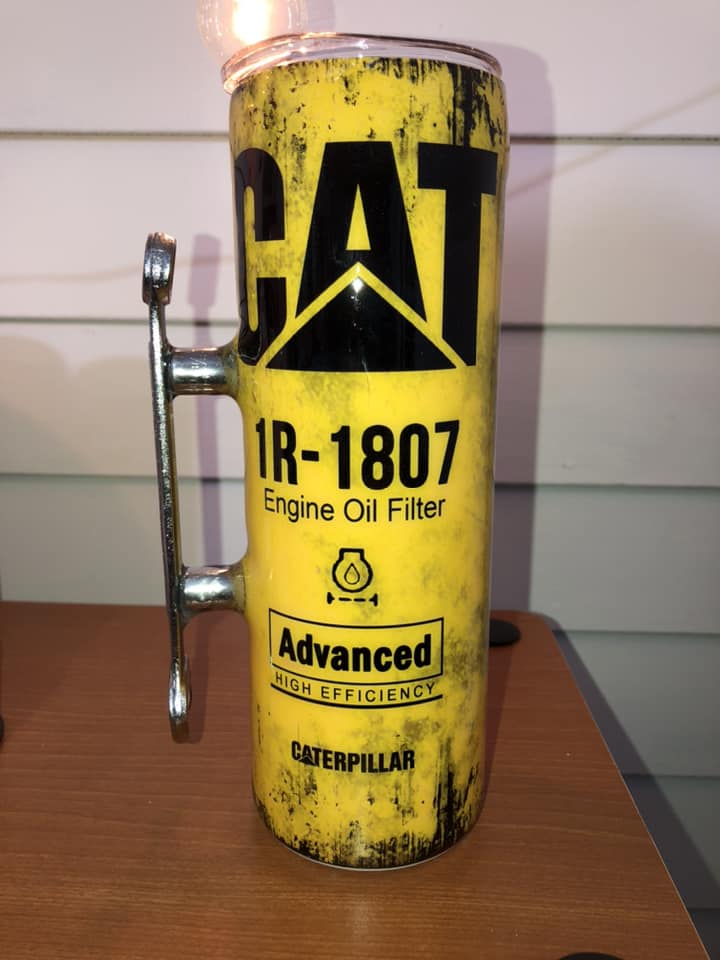 CAT
1R-1807
Engine Oil Filter
Advanced
HIGH EFFICIENCY
CATERPILLAR